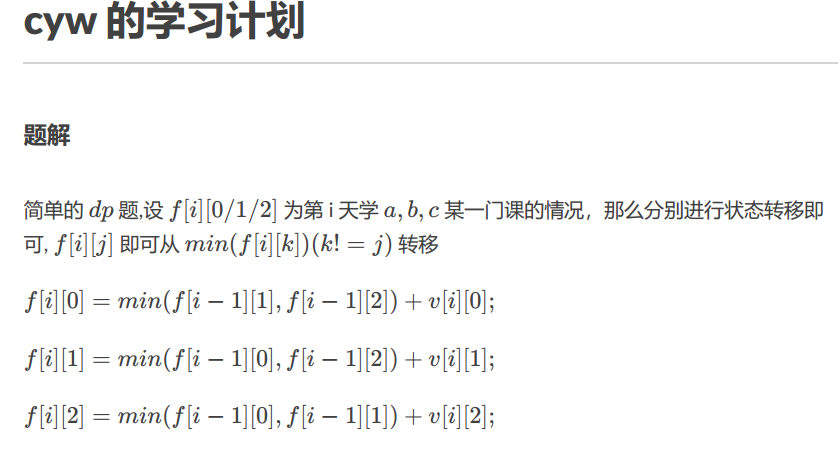 cyw 的学习计划
题解
简单的 dp 题,设 f[i][0/1/2] 为第 i 天学 a, b, c 某一门课的情况，那么分别进行状态转移即
可, f[i][j] 即可从 min(f[i][k])(k! = j) 转移
f[i][0] = min(f[i − 1][1], f[i − 1][2]) + v[i][0];
f[i][1] = min(f[i − 1][0], f[i − 1][2]) + v[i][1];
f[i][2] = min(f[i − 1][0], f[i − 1][1]) + v[i][2];